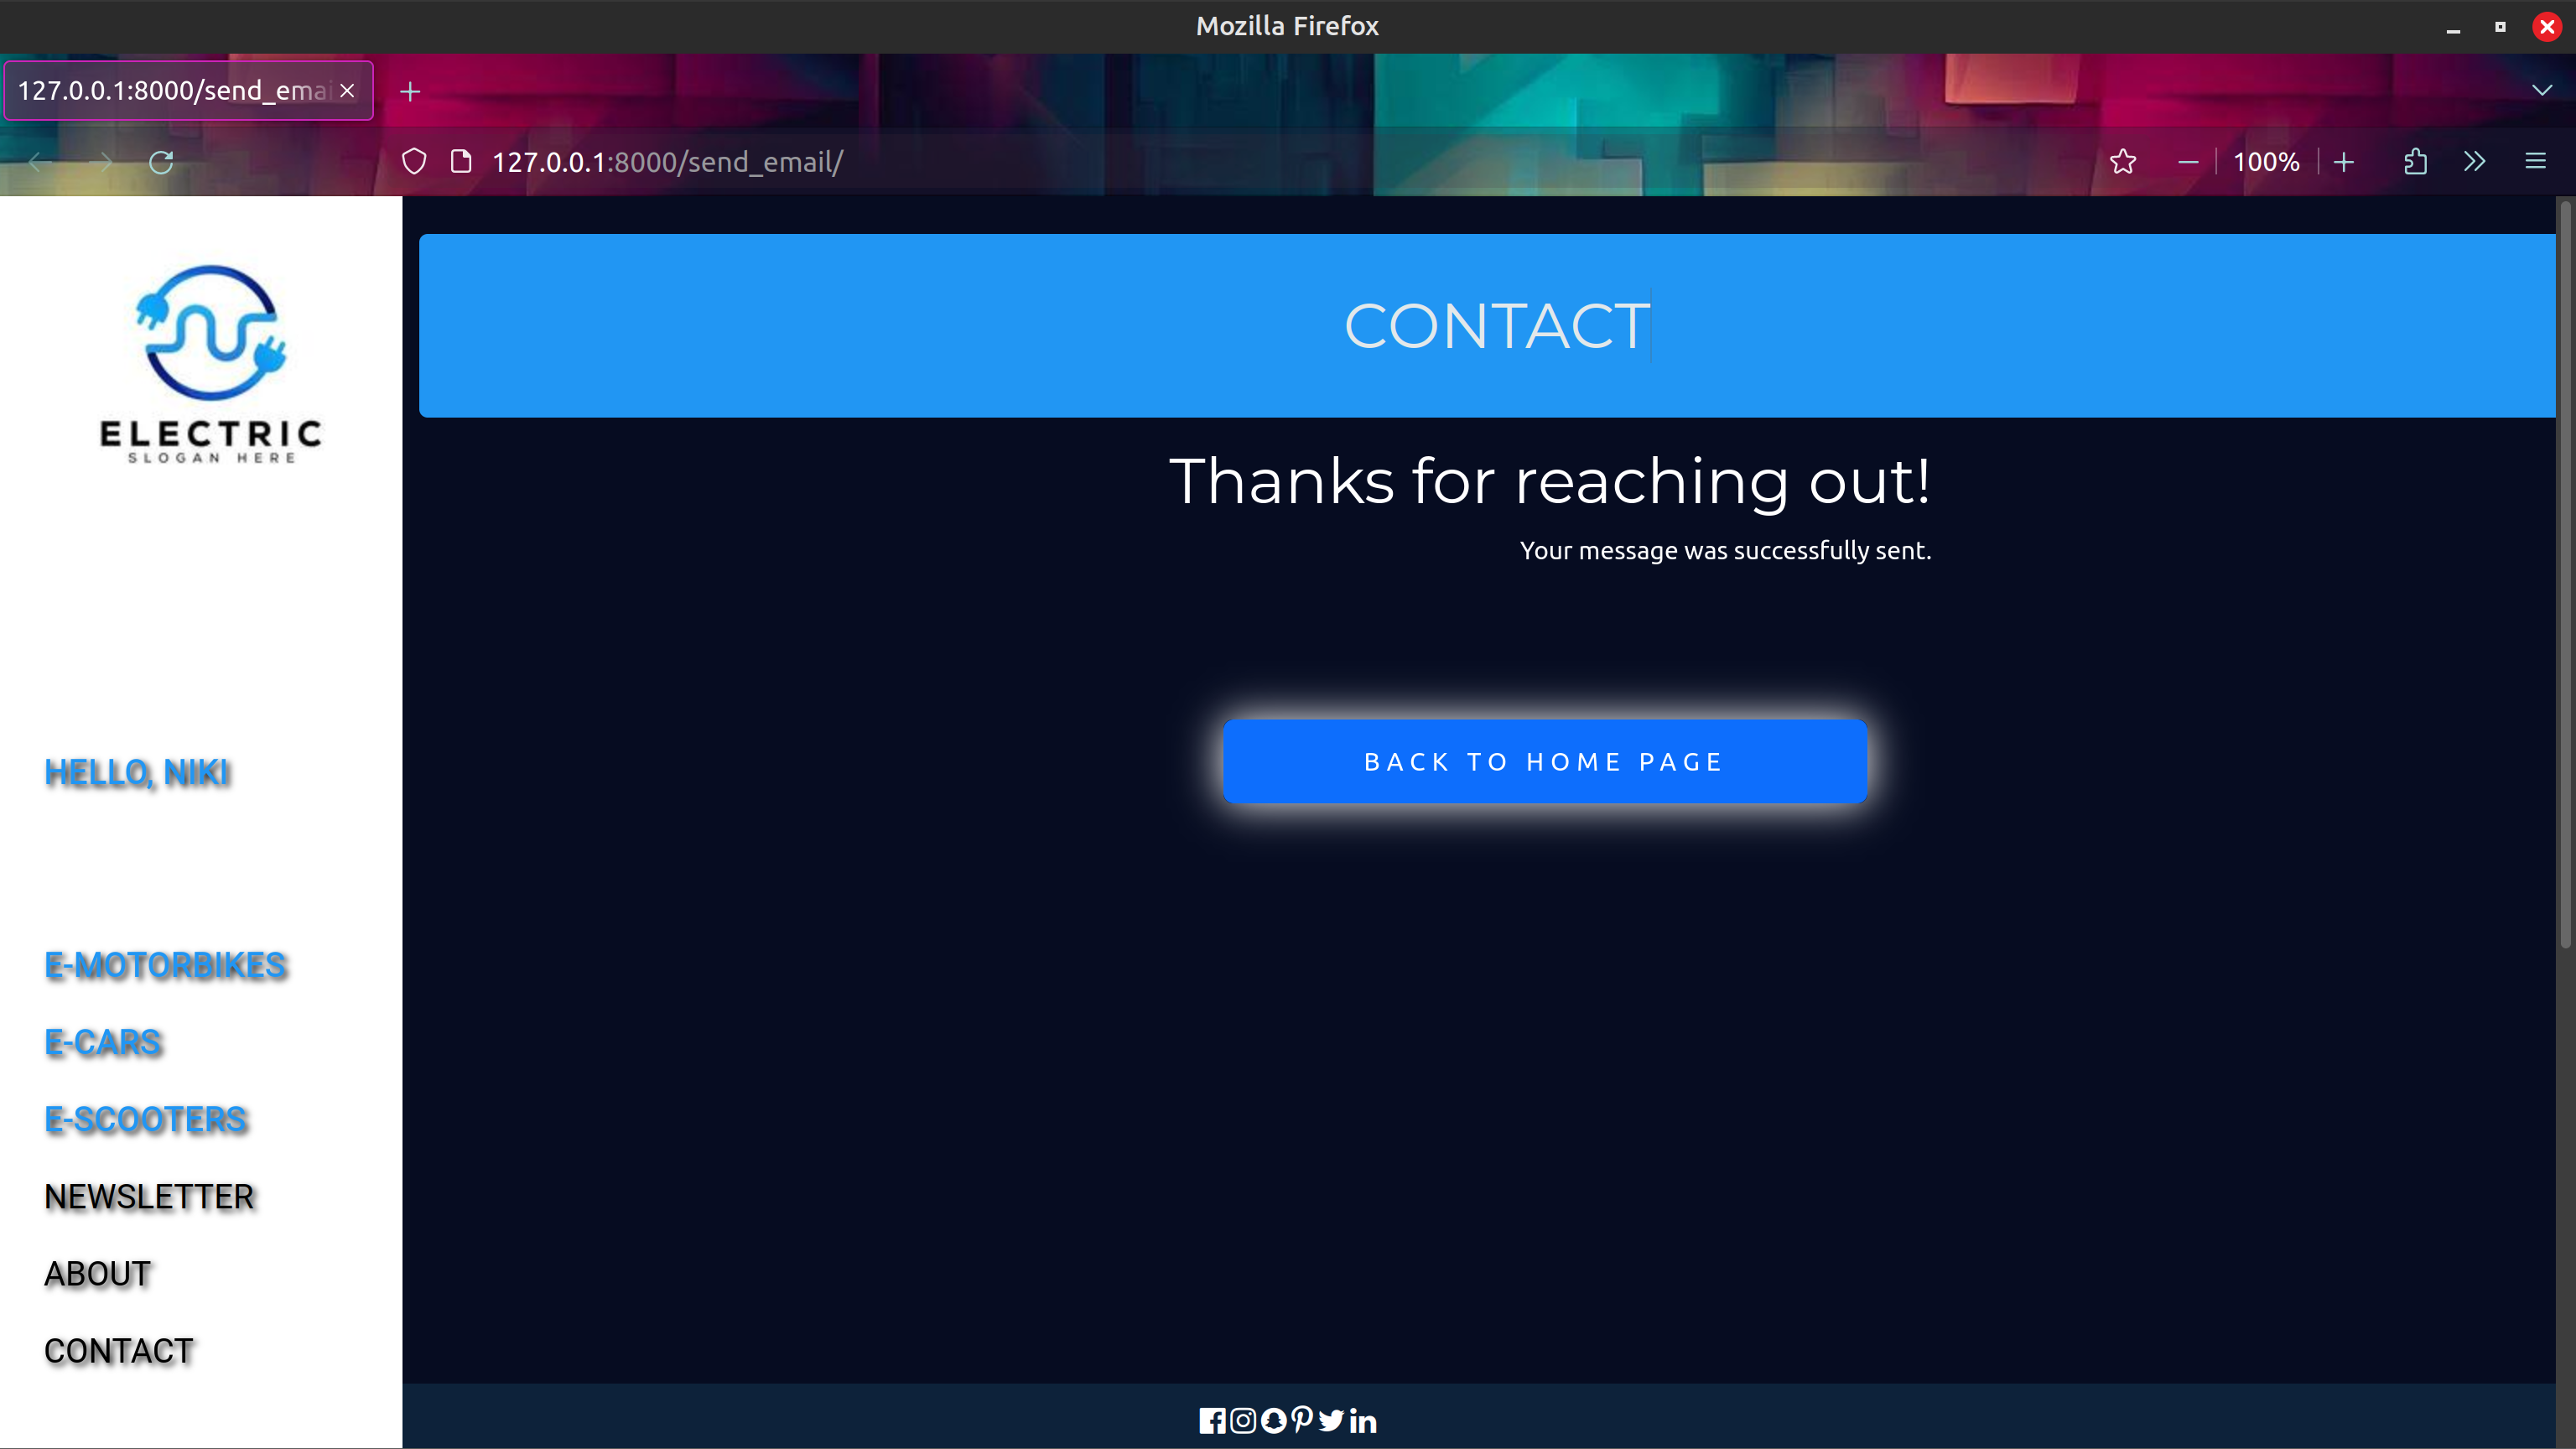 Mozilla Firefox
127.0.0.1:8000/send_emai
127.0.0.1:8000/send_email/
100%
ELECTRIC
SLOGAN HERE
CONTACT
Thanks for reaching out!
Your message was successfully sent.
BACK TO HOME PAGE
HELLO, NIKI
E-MOTORBIKES
E-CARS
E-SCOOTERS
NEWSLETTER
ABOUT
CONTACT